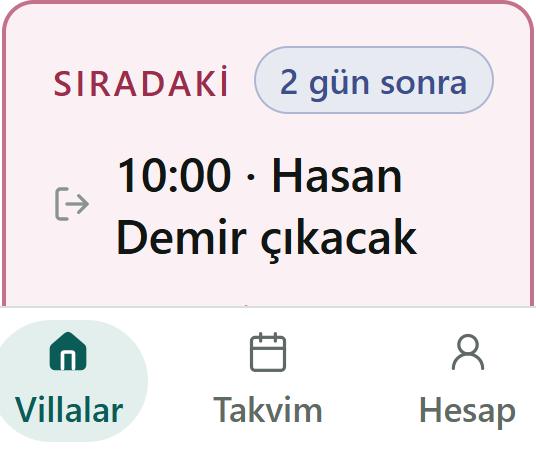 SIRADAKİ 2 gün sonra
10:00 · Hasan
Demir çıkacak
Villalar Takvim Hesap